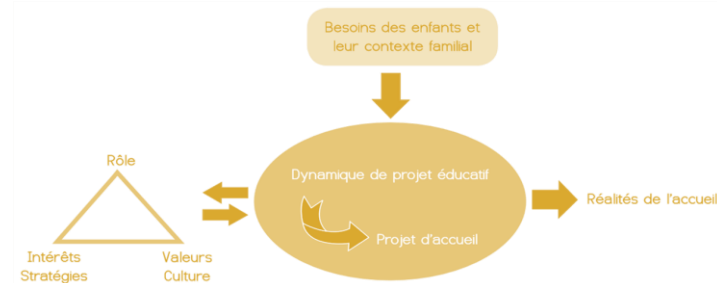 Besoins des enfants et
leur contexte familial
Dynamique de projet éducatif
Projet d'accueil
Réalités de l'accueil
Rôle
Intérêts
Stratégies
Valeurs
Culture